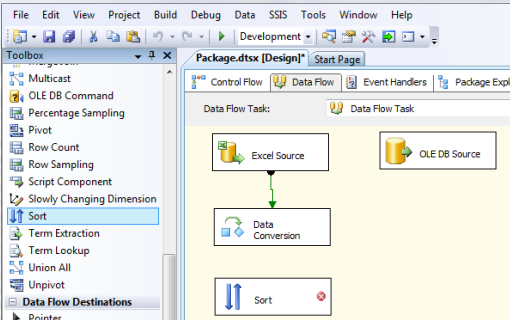 File Edit View Project Build Debug Data SSIS Tools Window Help
Development
Toolbox
Package.dtsx [Design]* Start Page
Multicast
OLE DB Command
Percentage Sampling
Pivot
Row Count
Row Sampling
Script Component
Slowly Changing Dimension
Sort
Term Extraction
Term Lookup
Union All
Unpivot
Data Flow Destinations
Pointer
Control Flow Data Flow Event Handlers Package Expl
Data Flow Task: Data Flow Task
Excel Source
OLE DB Source
Data
Conversion
Sort